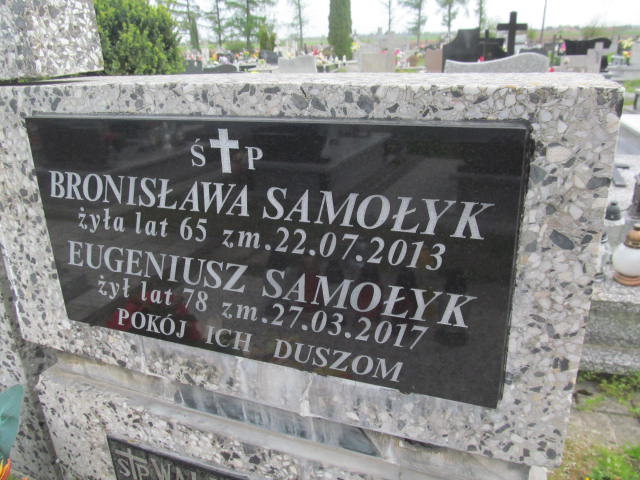 Ś P
BRONISŁAWA SAMOŁYK
żyła lat 65 zm.22.07.2013
EUGENIUSZ SAMOŁYK
żył lat 78 zm.27.03.2017
POKÓJ ICH DUSZOM
Ś P